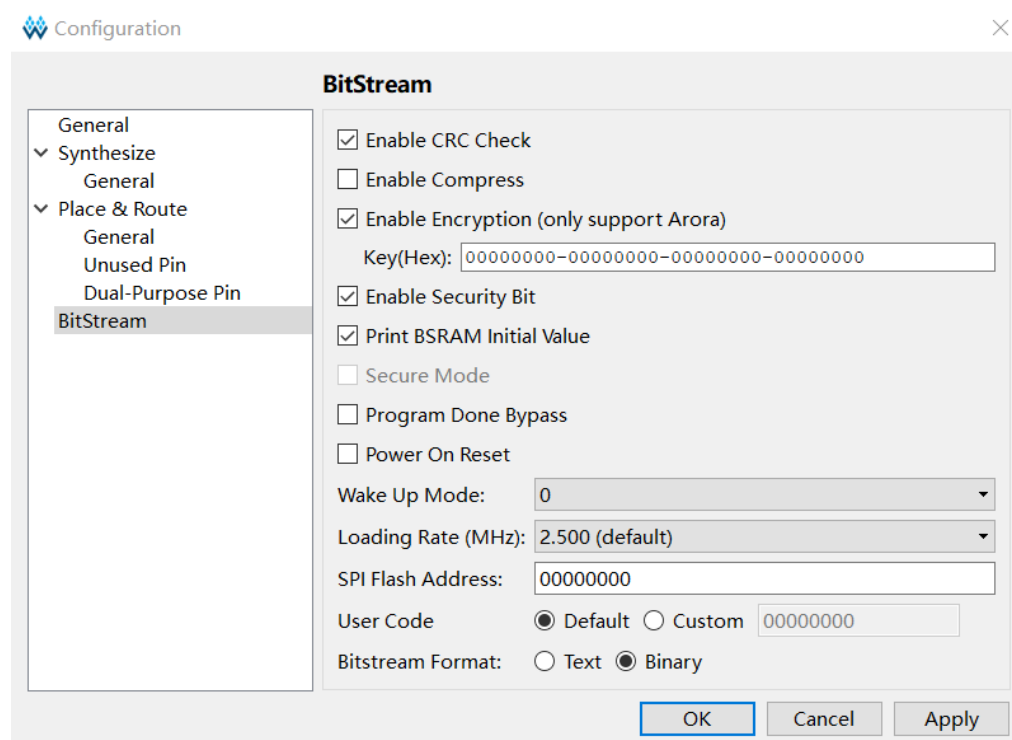 Configuration
BitStream
General
Synthesize
General
Place & Route
General
Unused Pin
Dual-Purpose Pin
BitStream
Enable CRC Check
Enable Compress
Enable Encryption (only support Arora)
Key(Hex): 00000000-00000000-00000000-00000000
Enable Security Bit
Print BSRAM Initial Value
Secure Mode
Program Done Bypass
Power On Reset
Wake Up Mode: 0
Loading Rate (MHz): 2.500 (default)
SPI Flash Address: 00000000
User Code Default Custom 00000000
Bitstream Format: Text Binary
OK Cancel Apply